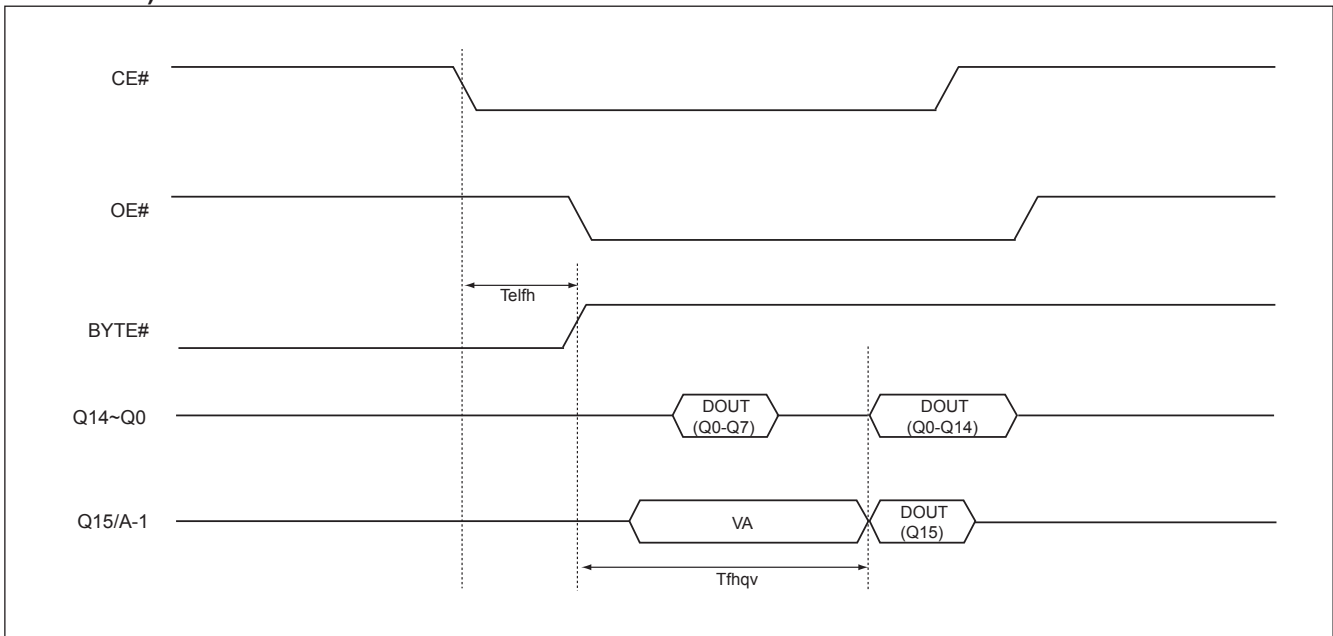 CE#
OE#
Telfh
BYTE#
Q14~Q0
DOUT
(Q0-Q7)
DOUT
(Q0-Q14)
Q15/A-1
VA
DOUT
(Q15)
Tfhqv